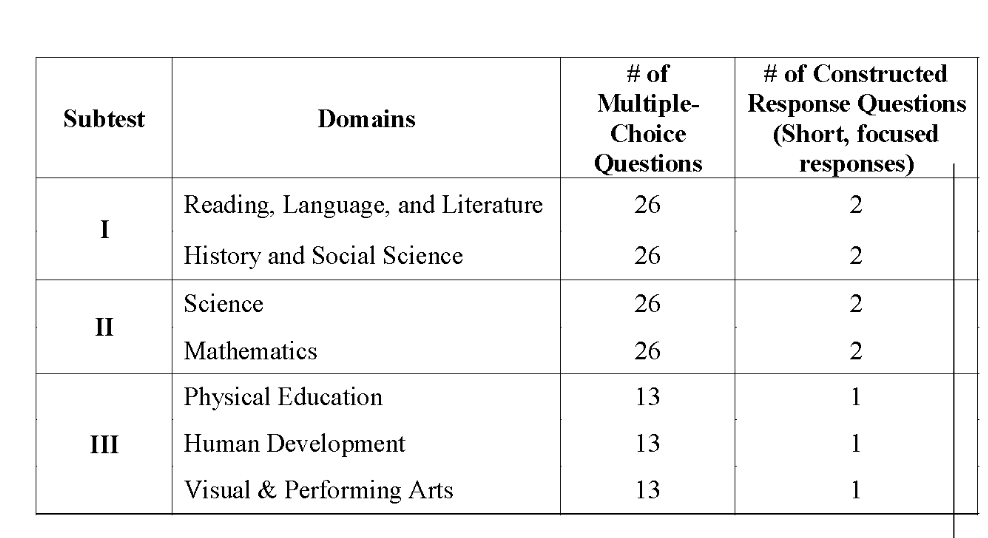 Subtest Domains # of Multiple-Choice Questions # of Constructed Response Questions (Short, focused responses)
I
Reading, Language, and Literature 26 2
History and Social Science 26 2
II
Science 26 2
Mathematics 26 2
III
Physical Education 13 1
Human Development 13 1
Visual & Performing Arts 13 1